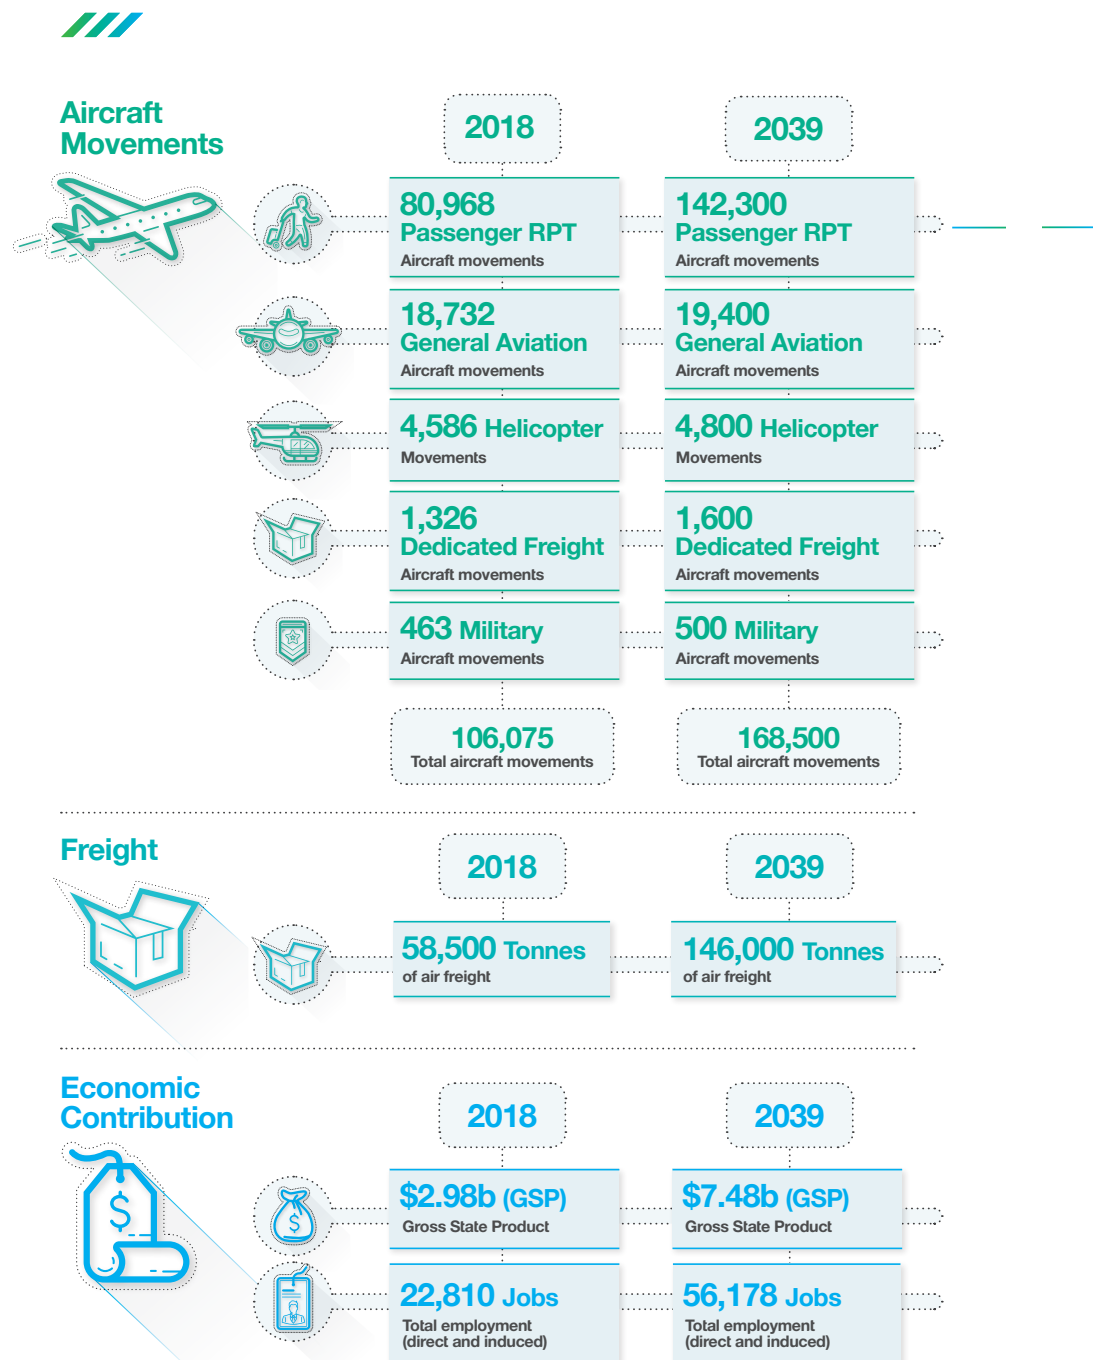 Aircraft
Movements
2018
2039
80,968
Passenger RPT
Aircraft movements
142,300
Passenger RPT
Aircraft movements
18,732
General Aviation
Aircraft movements
19,400
General Aviation
Aircraft movements
4,586 Helicopter
Movements
4,800 Helicopter
Movements
1,326
Dedicated Freight
Aircraft movements
1,600
Dedicated Freight
Aircraft movements
463 Military
Aircraft movements
500 Military
Aircraft movements
106,075
Total aircraft movements
168,500
Total aircraft movements
Freight
2018
2039
58,500 Tonnes
of air freight
146,000 Tonnes
of air freight
Economic
Contribution
2018
2039
$
$2.98b (GSP)
Gross State Product
$7.48b (GSP)
Gross State Product
$
22,810 Jobs
Total employment
(direct and induced)
56,178 Jobs
Total employment
(direct and induced)